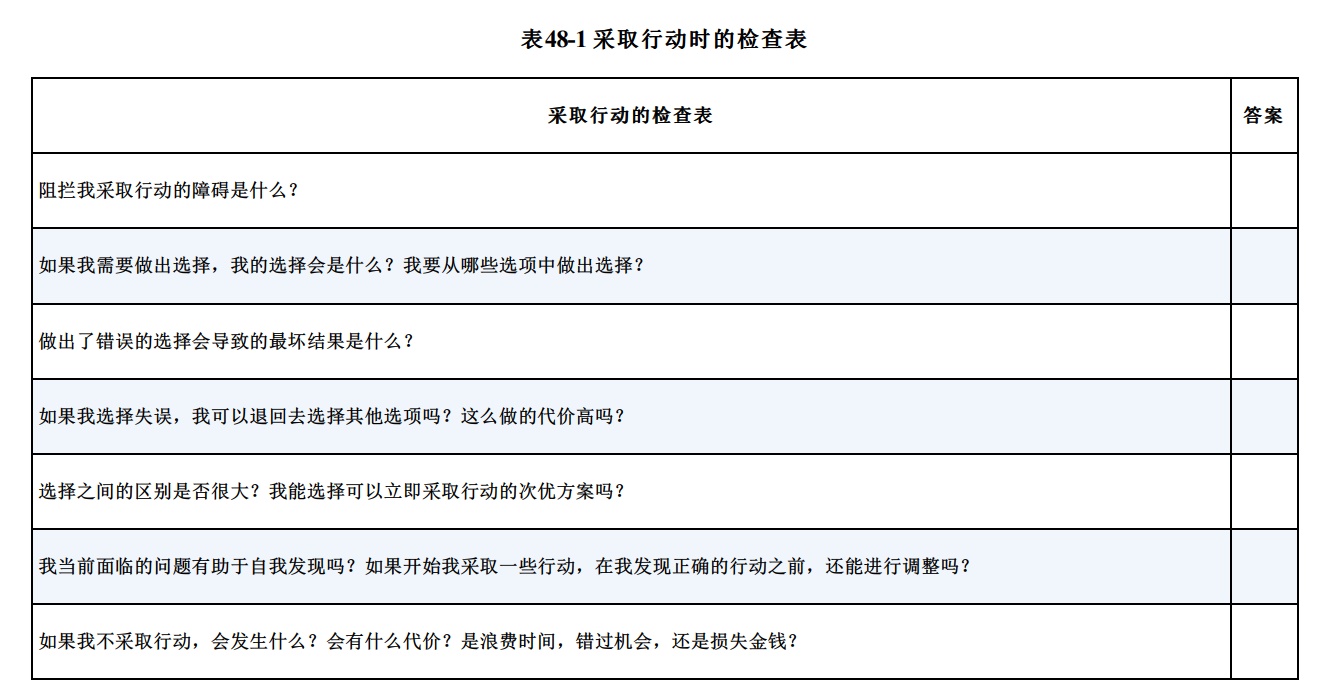 表48-1 采取行动时的检查表
采取行动的检查表 答案
阻拦我采取行动的障碍是什么？
如果我需要做出选择，我的选择会是什么？我要从哪些选项中做出选择？
做出了错误的选择会导致的最坏结果是什么？
如果我选择失误，我可以退回去选择其他选项吗？这么做的代价高吗？
选择之间的区别是否很大？我能选择可以立即采取行动的次优方案吗？
我当前面临的问题有助于自我发现吗？如果开始我采取一些行动，在我发现正确的行动之前，还能进行调整吗？
如果我不采取行动，会发生什么？会有什么代价？是浪费时间，错过机会，还是损失金钱？